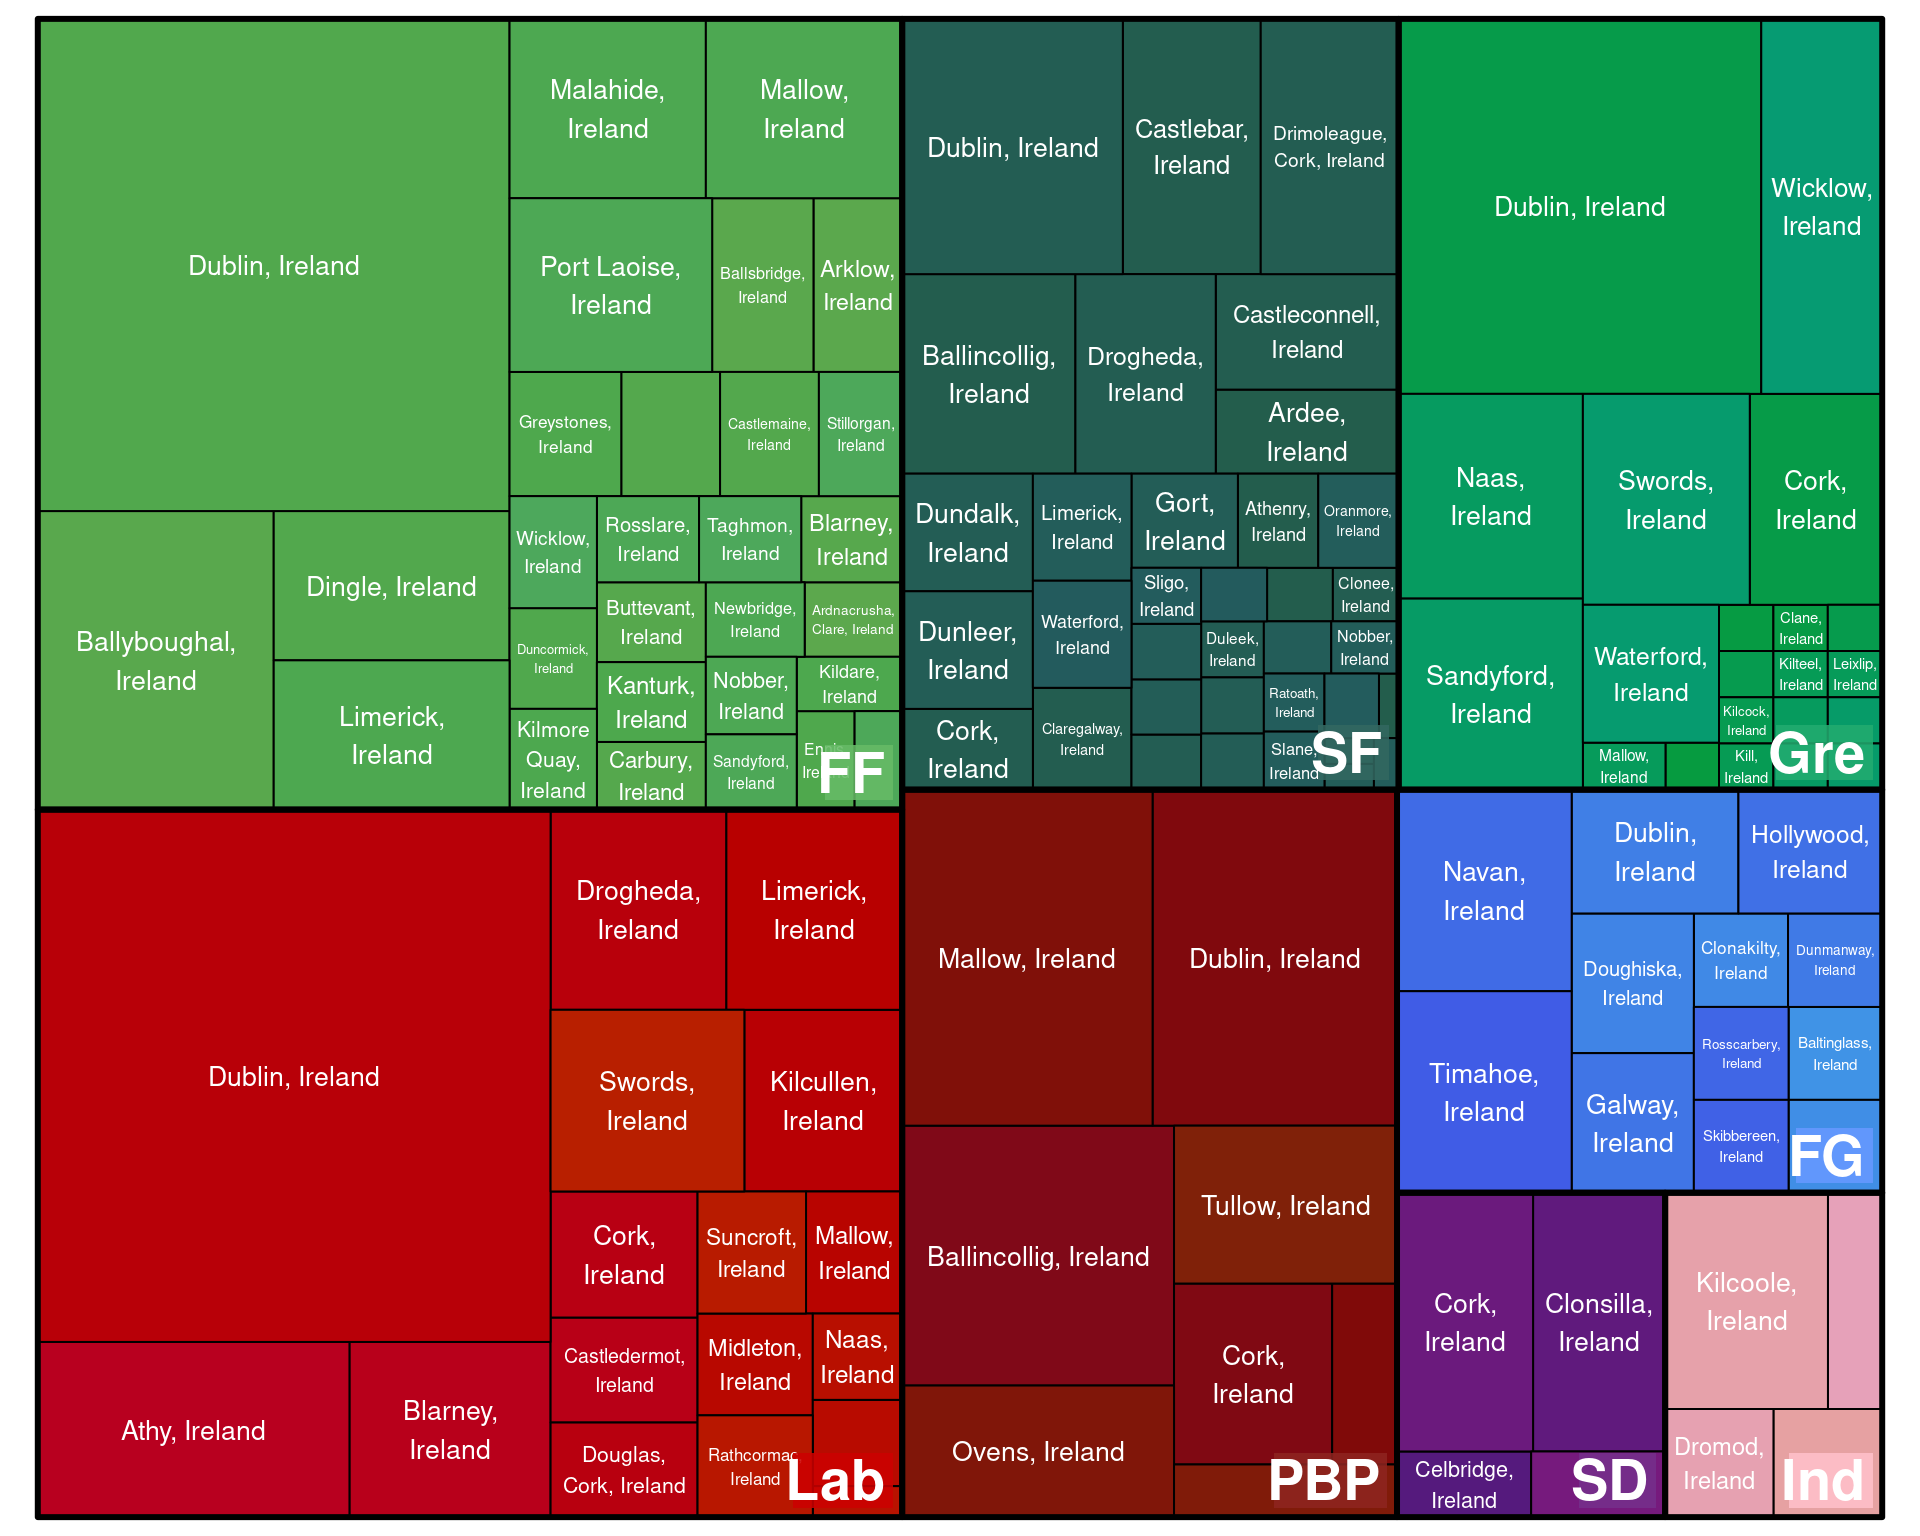 Dublin, Ireland
Malahide,
Ireland
Mallow,
Ireland
Port Laoise,
Ireland
Ballsbridge,
Ireland
Arklow,
Ireland
Greystones,
Ireland
Castlemaine,
Ireland
Stillorgan,
Ireland
Ballyboughal,
Ireland
Dingle, Ireland
Limerick,
Ireland
Wicklow,
Ireland
Rosslare,
Ireland
Taghmon,
Ireland
Blarney,
Ireland
Duncormick,
Ireland
Buttevant,
Ireland
Newbridge,
Ireland
Ardnacrusha,
Clare, Ireland
Kanturk,
Ireland
Nobber,
Ireland
Kildare,
Ireland
Kilmore
Quay,
Ireland
Carbury,
Ireland
Sandyford,
Ireland
FF
Dublin, Ireland
Castlebar,
Ireland
Drimoleague,
Cork, Ireland
Ballincollig,
Ireland
Drogheda,
Ireland
Castleconnell,
Ireland
Ardee,
Ireland
Dundalk,
Ireland
Limerick,
Ireland
Gort,
Ireland
Athenry,
Ireland
Oranmore,
Ireland
Dunleer,
Ireland
Waterford,
Ireland
Sligo,
Ireland
Clonee,
Ireland
Duleek,
Ireland
Nobber,
Ireland
Cork,
Ireland
Claregalway,
Ireland
Ratoath,
Ireland
Slane,
Ireland
SF
Dublin, Ireland
Wicklow,
Ireland
Naas,
Ireland
Swords,
Ireland
Cork,
Ireland
Sandyford,
Ireland
Waterford,
Ireland
Clane,
Ireland
Kilteel,
Ireland
Leixlip,
Ireland
Kilcock,
Ireland
Mallow,
Ireland
Kill,
Ireland
Gre
Dublin, Ireland
Drogheda,
Ireland
Limerick,
Ireland
Swords,
Ireland
Kilcullen,
Ireland
Cork,
Ireland
Suncroft,
Ireland
Mallow,
Ireland
Athy, Ireland
Blarney,
Ireland
Castledermot,
Ireland
Midleton,
Ireland
Naas,
Ireland
Douglas,
Cork, Ireland
Rathcormac,
Ireland
Lab
Mallow, Ireland
Dublin, Ireland
Ballincollig, Ireland
Tullow, Ireland
Cork,
Ireland
Ovens, Ireland
PBP
Navan,
Ireland
Dublin,
Ireland
Hollywood,
Ireland
Timahoe,
Ireland
Doughiska,
Ireland
Clonakilty,
Ireland
Dunmanway,
Ireland
Galway,
Ireland
Rosscarbery,
Ireland
Baltinglass,
Ireland
Skibbereen,
Ireland
FG
Cork,
Ireland
Clonsilla,
Ireland
Celbridge,
Ireland
SD
Kilcoole,
Ireland
Dromod,
Ireland
Ind